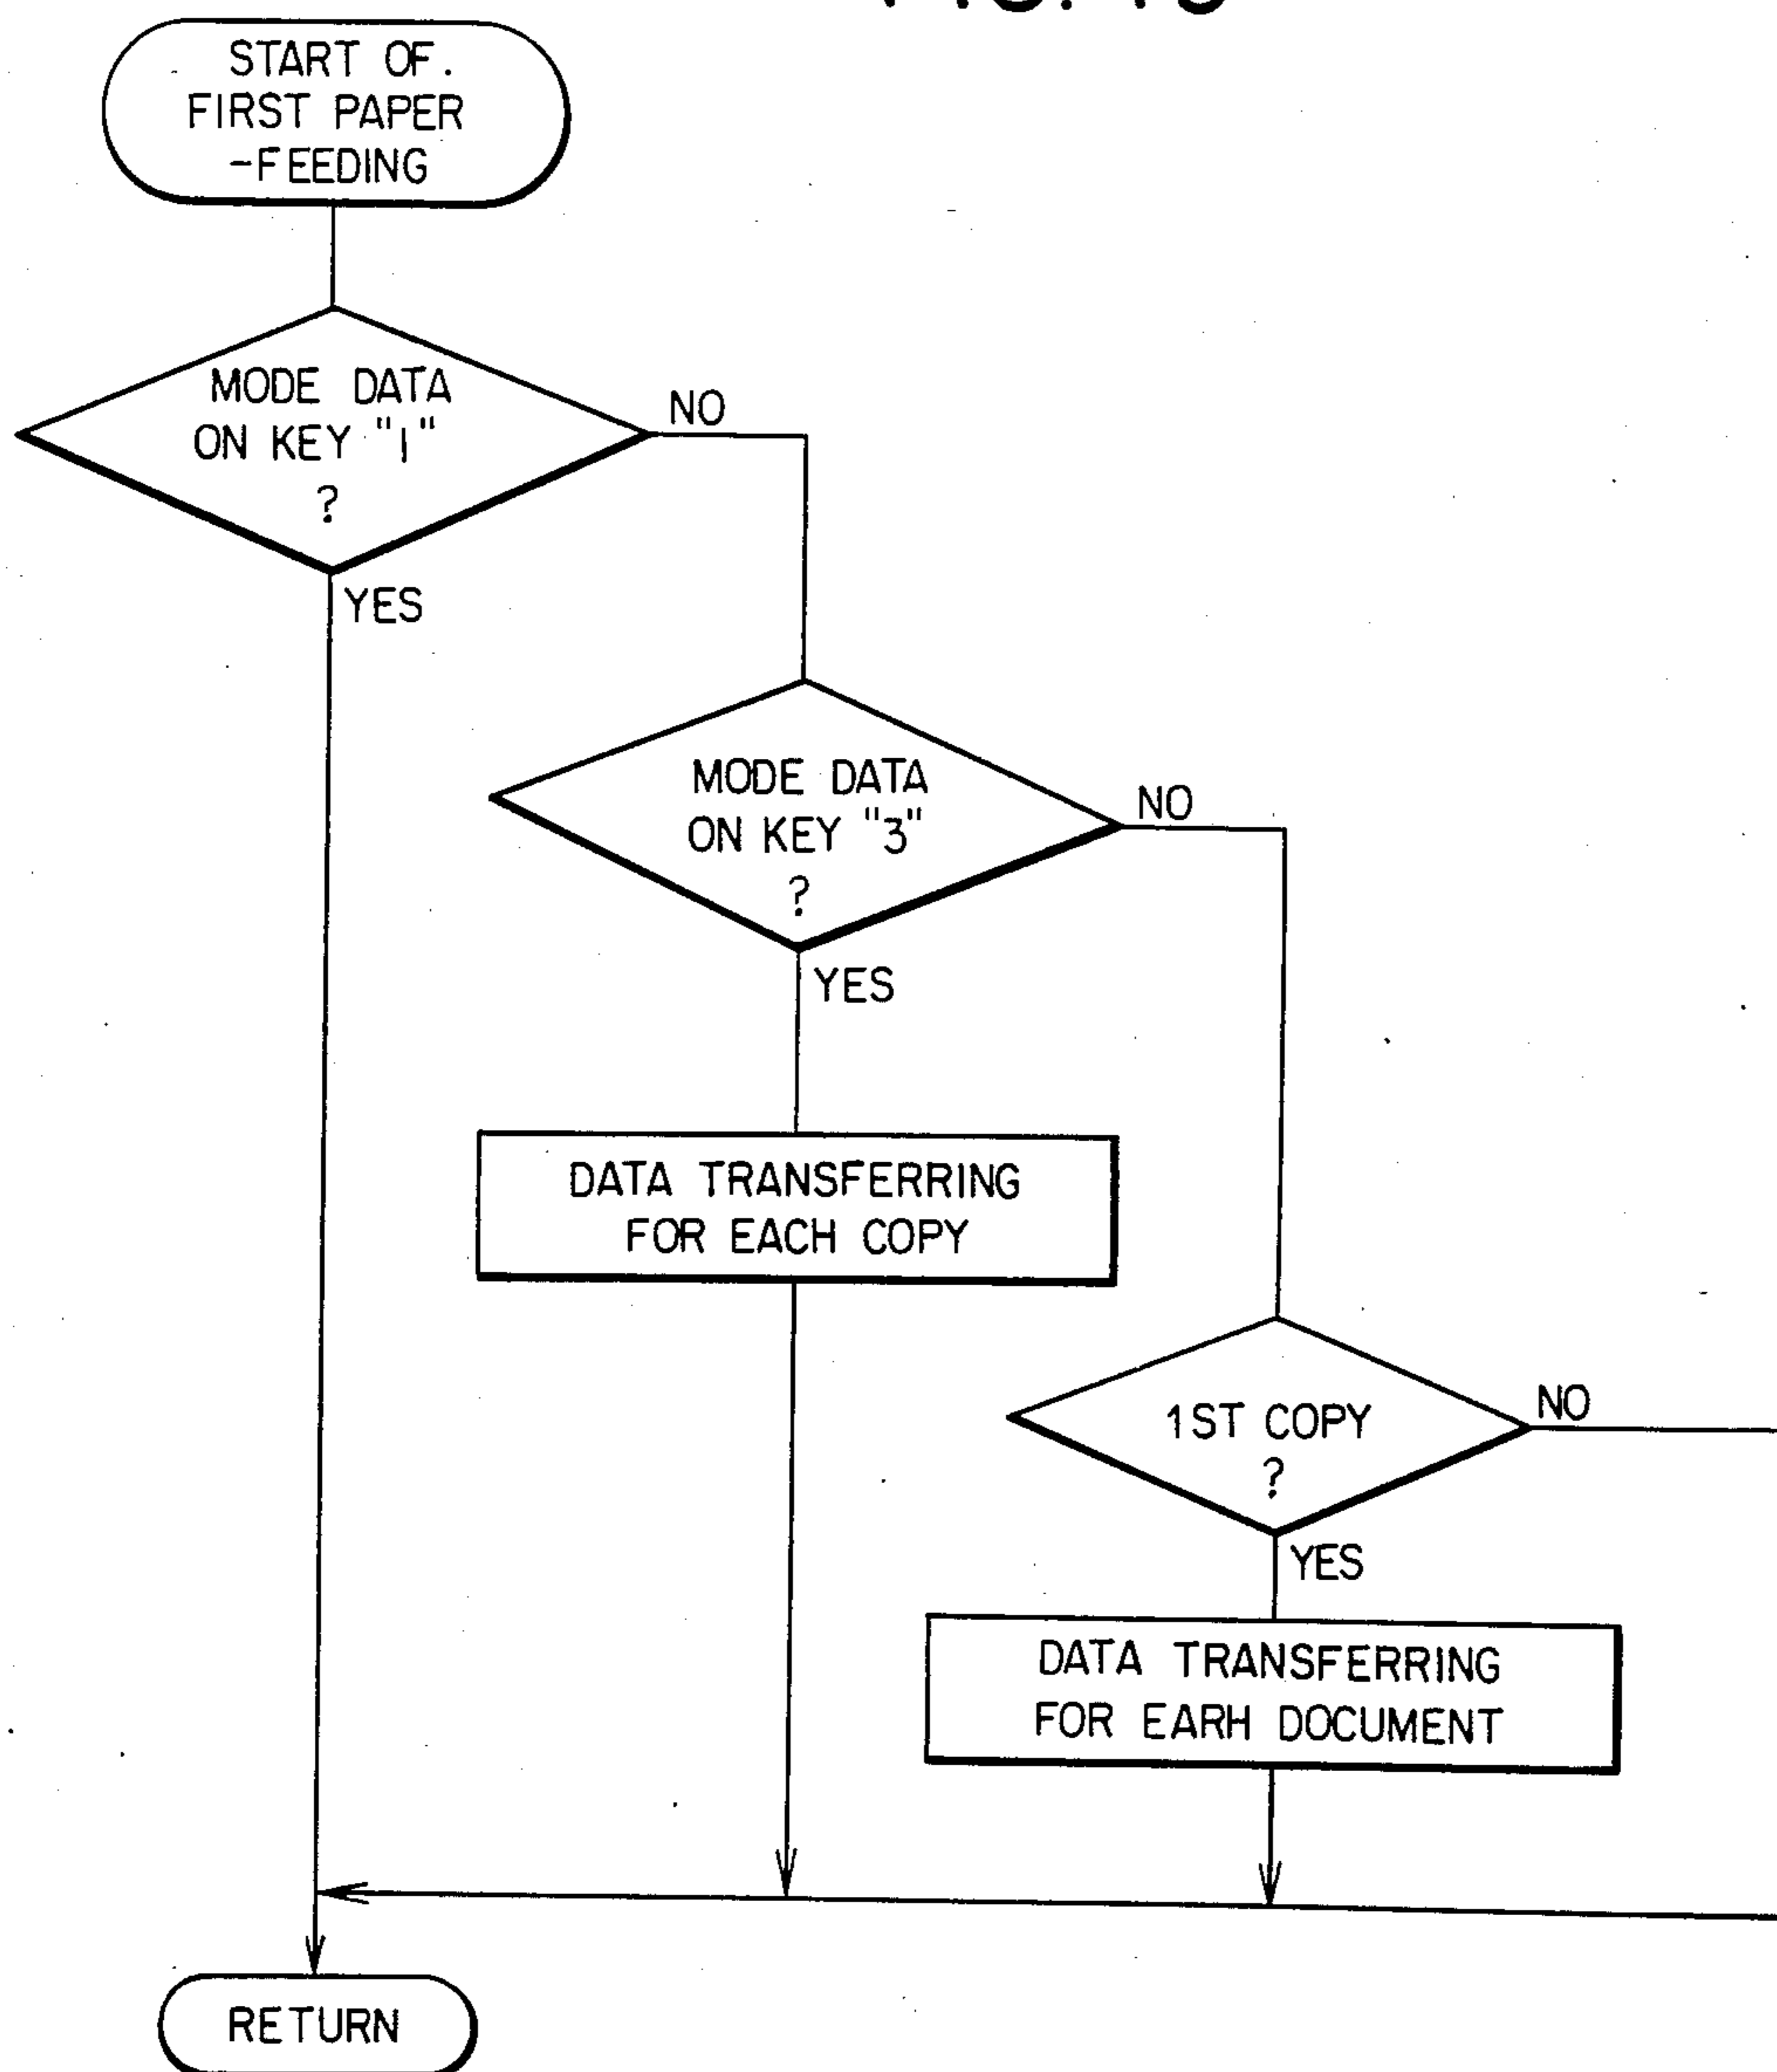 START OF.
FIRST PAPER
-FEEDING
MODE DATA
ON KEY "1"
?
NO
YES
MODE DATA
ON KEY "3"
?
NO
YES
DATA TRANSFERRING
FOR EACH COPY
1ST COPY
?
NO
YES
DATA TRANSFERRING
FOR EARH DOCUMENT
RETURN